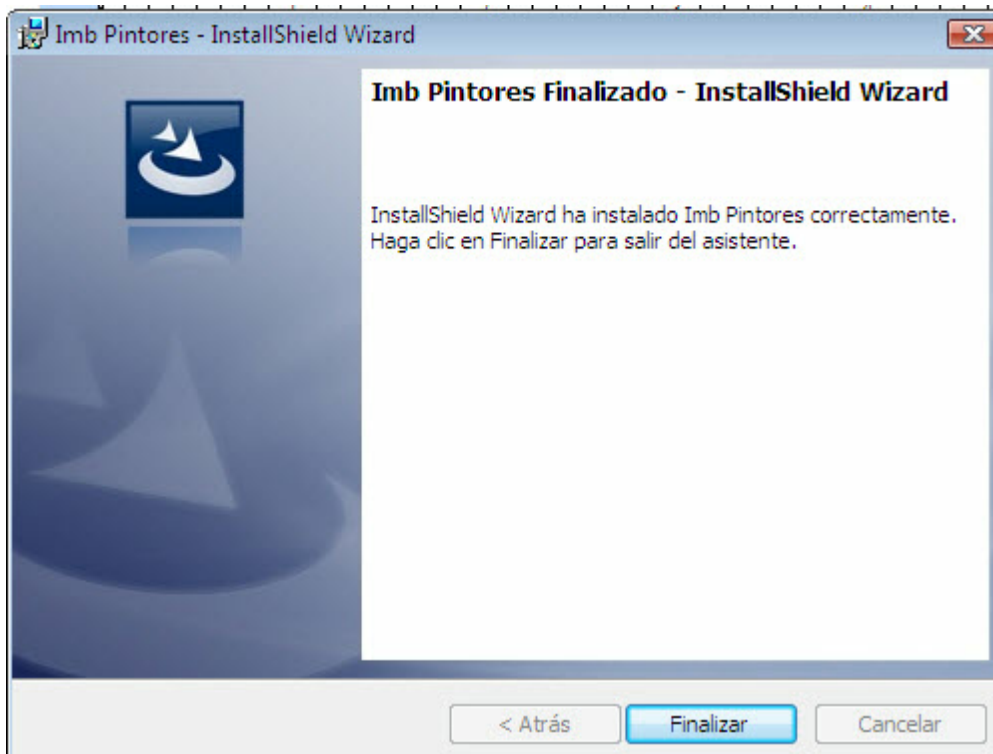 Imb Pintores - InstallShield Wizard
Imb Pintores Finalizado - InstallShield Wizard
InstallShield Wizard ha instalado Imb Pintores correctamente.
Haga clic en Finalizar para salir del asistente.
< Atrás
Finalizar
Cancelar